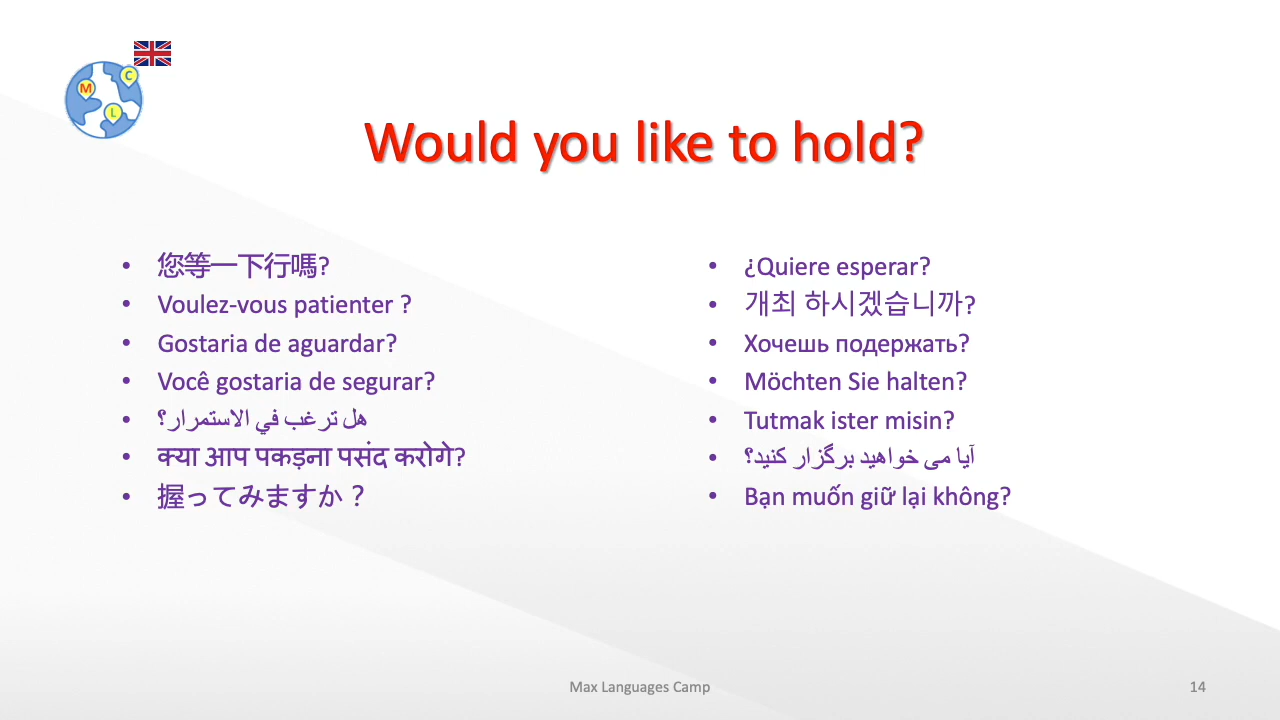 M
C
L
Would you like to hold?
• 您等一下行嗎?
• Voulez-vous patienter ?
• Gostaria de aguardar?
• Você gostaria de segurar?
• هل ترغب في الاستمرار؟
• क्या आप पकड़ना पसंद करोगे?
• 握ってみますか？
• ¿Quiere esperar?
• 개최 하시겠습니까?
• Хочешь подержать?
• Möchten Sie halten?
• Tutmak ister misin?
• آیا می خواهید برگزار کنید؟
• Bạn muốn giữ lại không?
Max Languages Camp
14